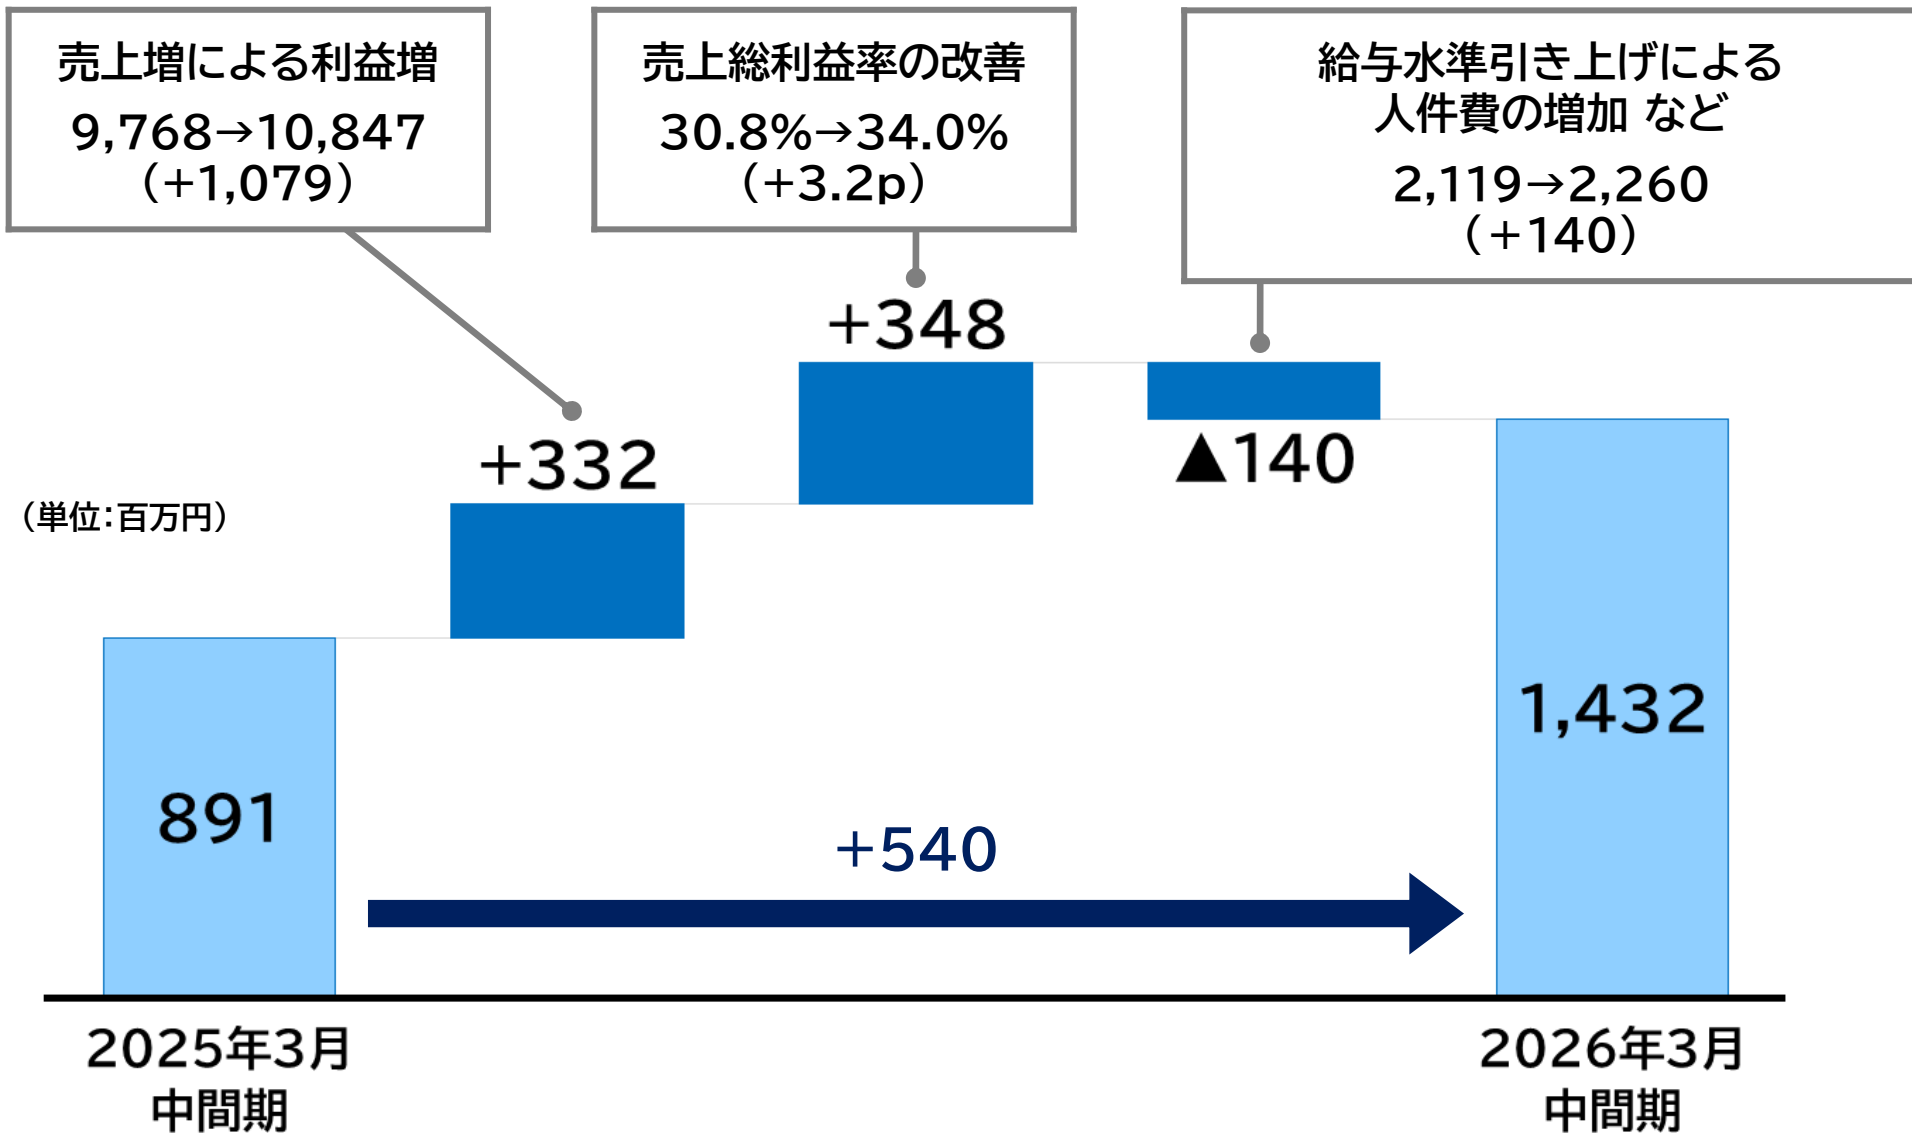 売上増による利益増
9,768→10,847
（+1,079）
売上総利益率の改善
30.8%→34.0%
（+3.2p）
給与水準引き上げによる
人件費の増加 など
2,119→2,260
（+140）
+348
+332
▲140
（単位：百万円）
1,432
891
+540
2025年3月
中間期
2026年3月
中間期